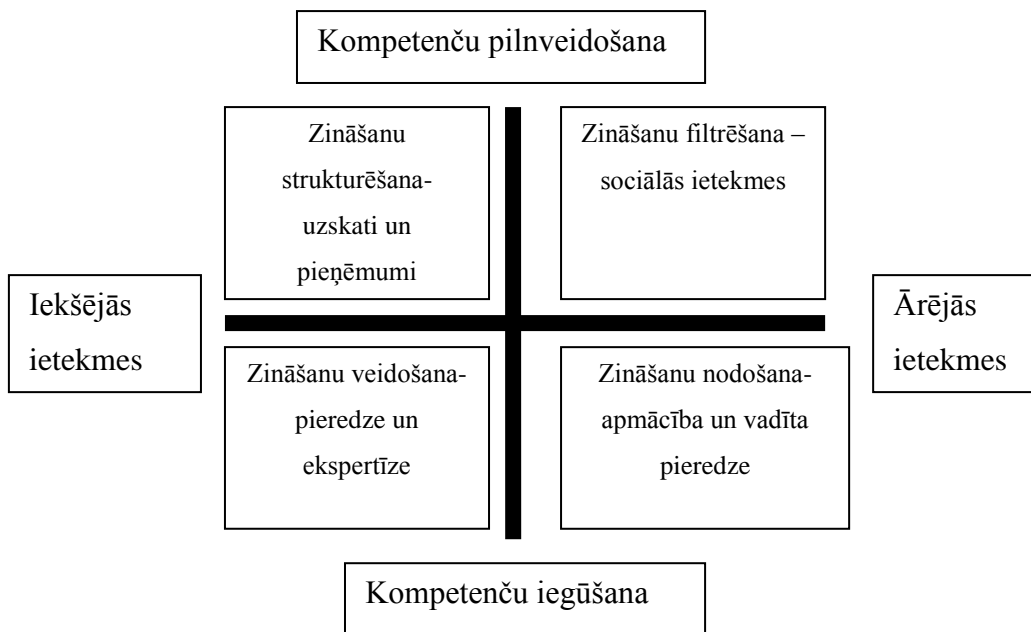 Kompetenču pilnveidošana
Zināšanu
strukturēšana-
uzskati un
pieņēmumi
Zināšanu filtrēšana –
sociālās ietekmes
Iekšējās
ietekmes
Ārējās
ietekmes
Zināšanu veidošana-
pieredze un
ekspertīze
Zināšanu nodošana-
apmācība un vadīta
pieredze
Kompetenču iegūšana